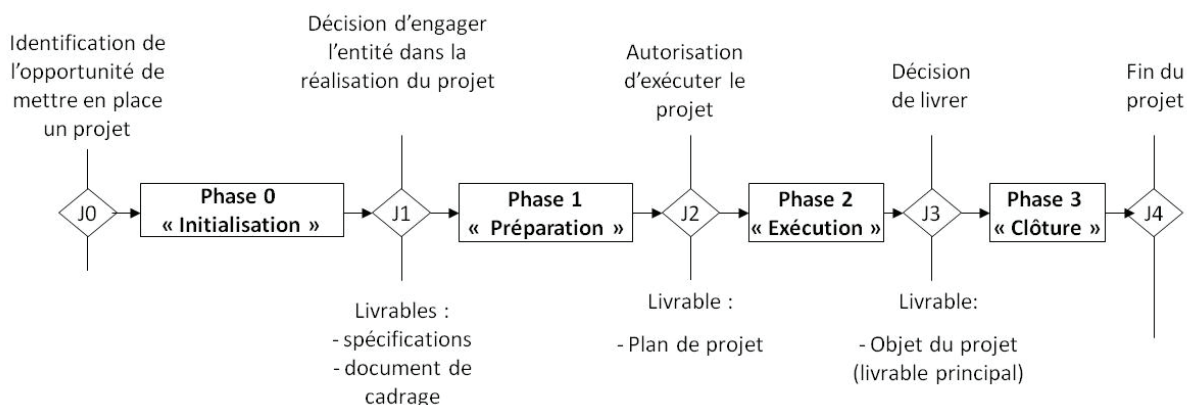 Identification de
l'opportunité de
mettre en place
un projet
Décision d'engager
l'entité dans la
réalisation du projet
Autorisation
d'exécuter le
projet
Décision
de livrer
Fin du
projet
J0
Phase 0
« Initialisation »
J1
Phase 1
« Préparation »
J2
Phase 2
« Exécution »
J3
Phase 3
« Clôture »
J4
Livrables :
- spécifications
- document de
cadrage
Livrable :
- Plan de projet
Livrable:
- Objet du projet
(livrable principal)